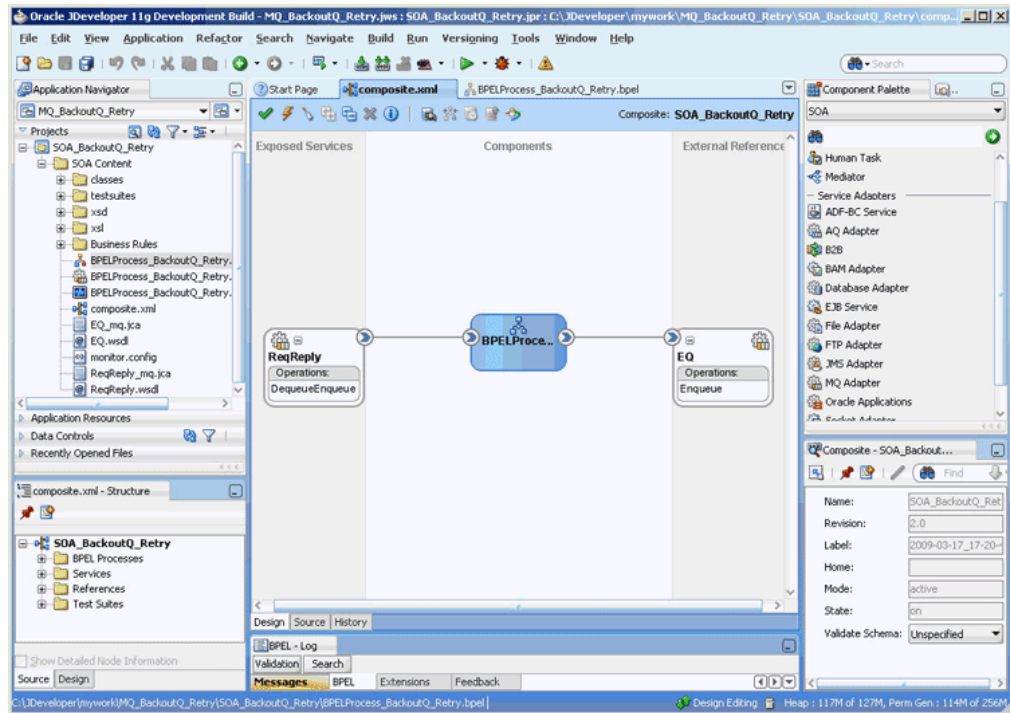 Oracle JDeveloper 11g Development Build - MQ_BackoutQ_Retry.jws : SOA_BackoutQ_Retry.jpr : C:\JDeveloper\mywork\MQ_BackoutQ_Retry\SOA_BackoutQ_Retry\comp...
File Edit View Application Refactor Search Navigate Build Run Versioning Tools Window Help
Search
Application Navigator
MQ_BackoutQ_Retry
Projects
SOA_BackoutQ_Retry
SOA Content
classes
testsuites
xsd
xsl
Business Rules
BPELProcess_BackoutQ_Retry.
BPELProcess_BackoutQ_Retry.
BPELProcess_BackoutQ_Retry.
composite.xml
EQ_mq.jca
EQ.wsdl
monitor.config
ReqReply_mq.jca
ReqReply.wsdl
Application Resources
Data Controls
Recently Opened Files
composite.xml - Structure
SOA_BackoutQ_Retry
BPEL Processes
Services
References
Test Suites
Show Detailed Node Information
Source Design
Start Page composite.xml BPELProcess_BackoutQ_Retry.bpel
Composite: SOA_BackoutQ_Retry
Exposed Services Components External Reference
ReqReply
Operations:
DequeueEnqueue
BPELProce...
EQ
Operations:
Enqueue
Design Source History
BPEL - Log
Validation Search
Messages BPEL Extensions Feedback
Component Palette
SOA
Human Task
Mediator
Service Adapters
ADF-BC Service
AQ Adapter
B2B
BAM Adapter
Database Adapter
EJB Service
File Adapter
FTP Adapter
JMS Adapter
MQ Adapter
Oracle Applications
Socket Adapter
Composite - SOA_Backout...
Find
Name: SOA_BackoutQ_Ret
Revision: 2.0
Label: 2009-03-17_17-20-
Home:
Mode: active
State: on
Validate Schema: Unspecified
C:\JDeveloper\mywork\MQ_BackoutQ_Retry\SOA_BackoutQ_Retry\BPELProcess_BackoutQ_Retry.bpel
Design Editing Heap : 117M of 127M, Perm Gen : 114M of 256M